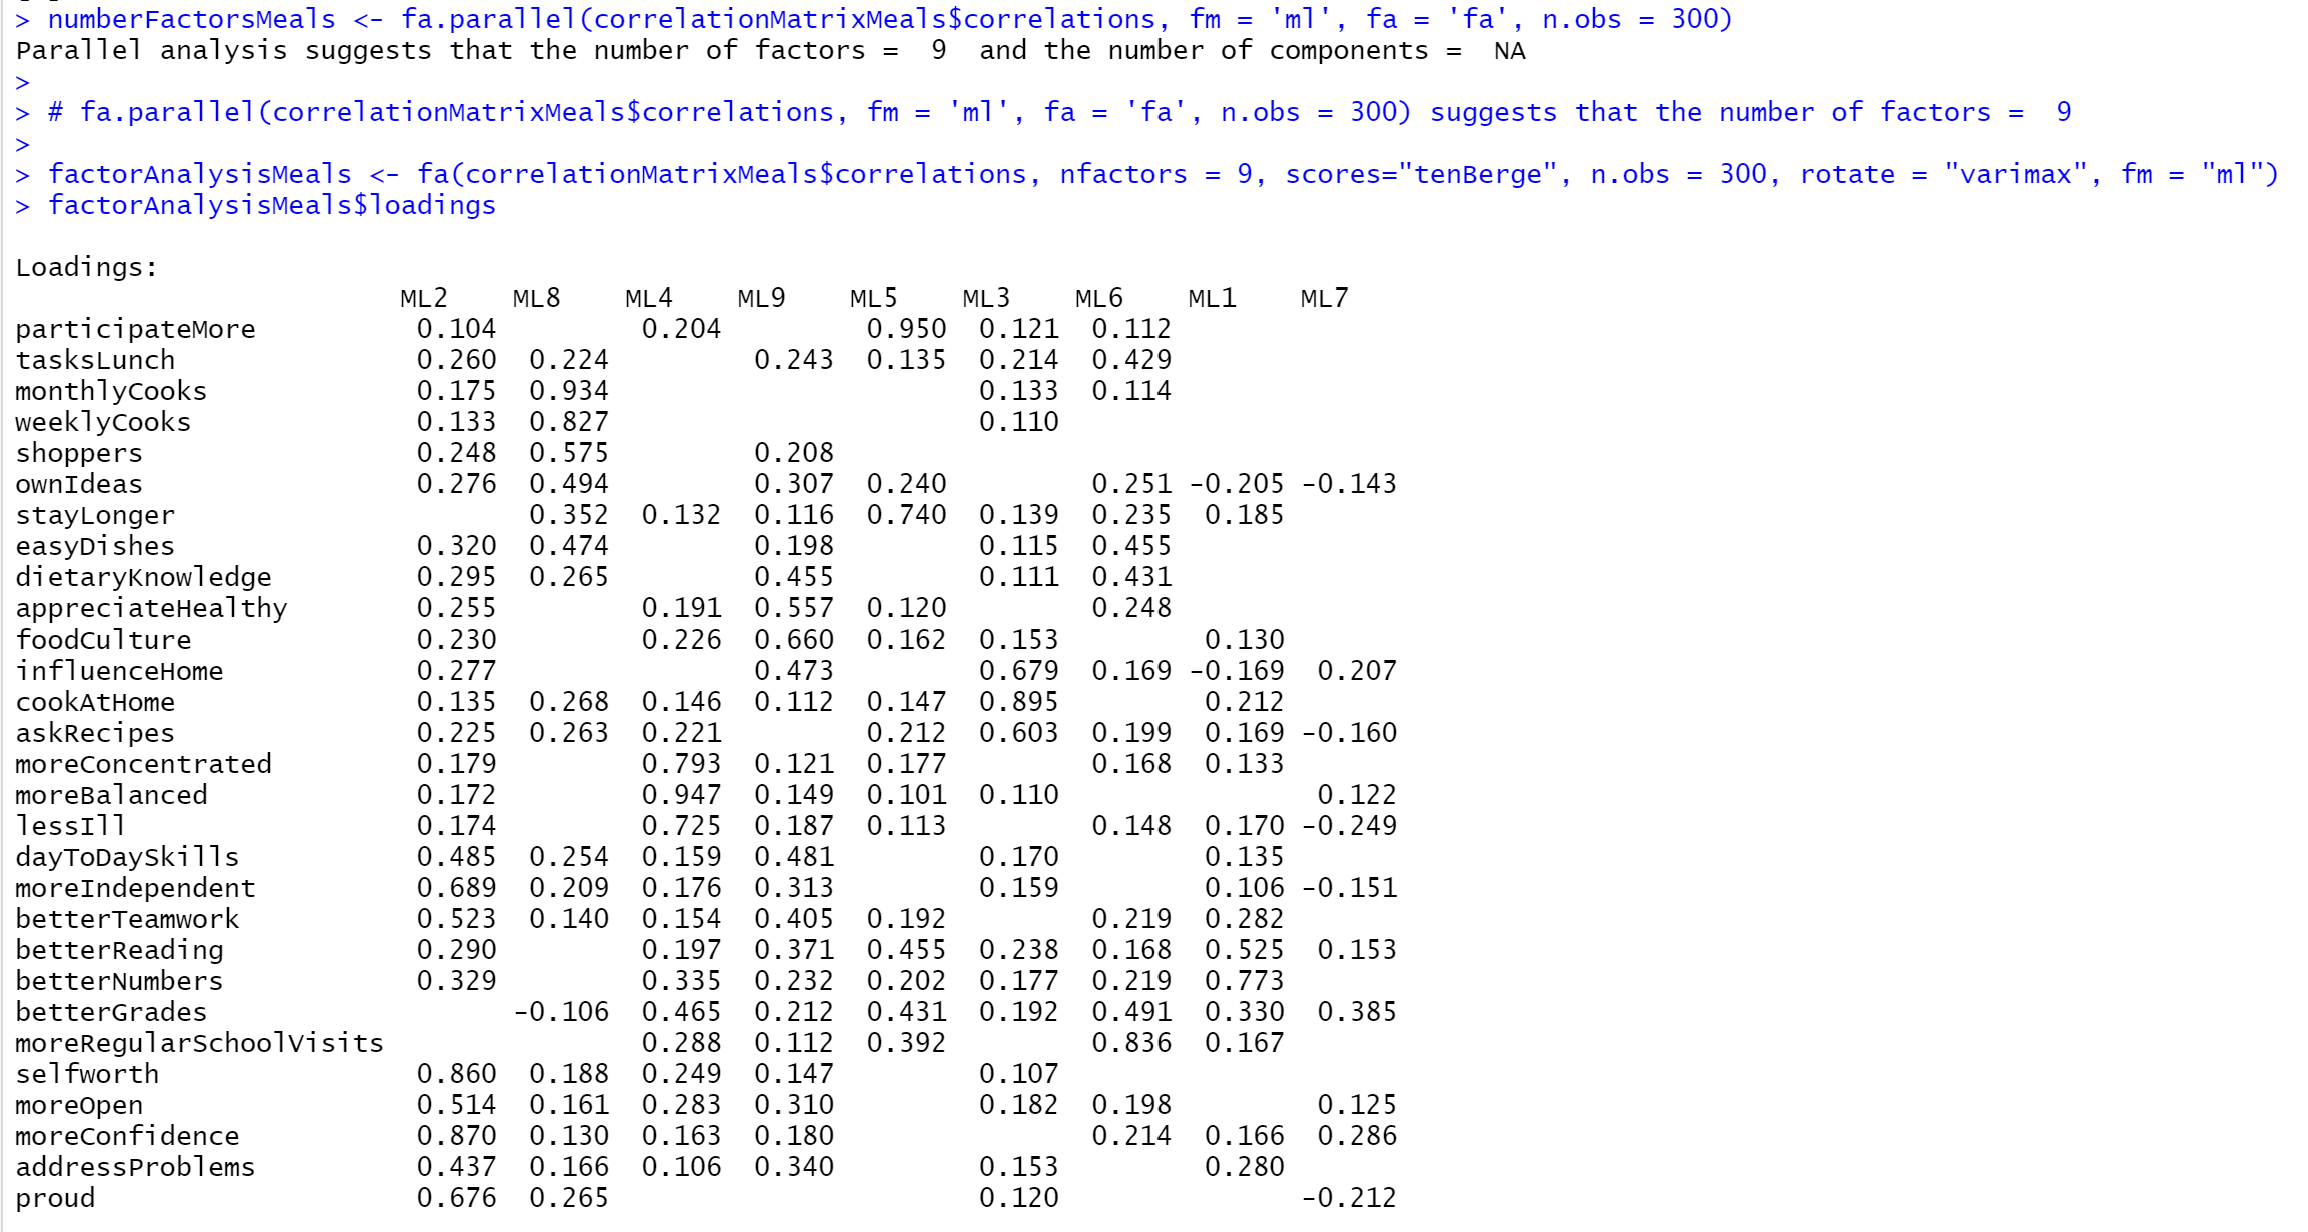 > numberFactorsMeals <- fa.parallel(correlationMatrixMeals$correlations, fm = 'ml', fa = 'fa', n.obs = 300)
Parallel analysis suggests that the number of factors =  9  and the number of components =  NA
>
> # fa.parallel(correlationMatrixMeals$correlations, fm = 'ml', fa = 'fa', n.obs = 300) suggests that the number of factors =  9
>
> factorAnalysisMeals <- fa(correlationMatrixMeals$correlations, nfactors = 9, scores="tenBerge", n.obs = 300, rotate = "varimax", fm = "ml")
> factorAnalysisMeals$loadings
Loadings:
                        ML2    ML8    ML4    ML9    ML5    ML3    ML6    ML1    ML7
participateMore          0.104         0.204         0.950  0.121  0.112
tasksLunch               0.260  0.224         0.243  0.135  0.214  0.429
monthlyCooks             0.175  0.934                       0.133  0.114
weeklyCooks              0.133  0.827                       0.110
shoppers                 0.248  0.575         0.208
ownIdeas                 0.276  0.494         0.307  0.240         0.251 -0.205 -0.143
stayLonger                      0.352  0.132  0.116  0.740  0.139  0.235  0.185
easyDishes               0.320  0.474         0.198         0.115  0.455
dietaryKnowledge         0.295  0.265         0.455         0.111  0.431
appreciateHealthy        0.255         0.191  0.557  0.120         0.248
foodCulture              0.230         0.226  0.660  0.162  0.153         0.130
influenceHome            0.277                0.473         0.679  0.169 -0.169  0.207
cookAtHome               0.135  0.268  0.146  0.112  0.147  0.895         0.212
askRecipes               0.225  0.263  0.221         0.212  0.603  0.199  0.169 -0.160
moreConcentrated         0.179         0.793  0.121  0.177         0.168  0.133
moreBalanced             0.172         0.947  0.149  0.101  0.110                0.122
lessIll                  0.174         0.725  0.187  0.113         0.148  0.170 -0.249
dayToDaySkills           0.485  0.254  0.159  0.481         0.170         0.135
moreIndependent          0.689  0.209  0.176  0.313         0.159         0.106 -0.151
betterTeamwork           0.523  0.140  0.154  0.405  0.192         0.219  0.282
betterReading            0.290         0.197  0.371  0.455  0.238  0.168  0.525  0.153
betterNumbers            0.329         0.335  0.232  0.202  0.177  0.219  0.773
betterGrades                   -0.106  0.465  0.212  0.431  0.192  0.491  0.330  0.385
moreRegularSchoolVisits                0.288  0.112  0.392         0.836  0.167
selfworth                0.860  0.188  0.249  0.147         0.107
moreOpen                 0.514  0.161  0.283  0.310         0.182  0.198         0.125
moreConfidence           0.870  0.130  0.163  0.180                0.214  0.166  0.286
addressProblems          0.437  0.166  0.106  0.340         0.153         0.280
proud                    0.676  0.265                       0.120               -0.212